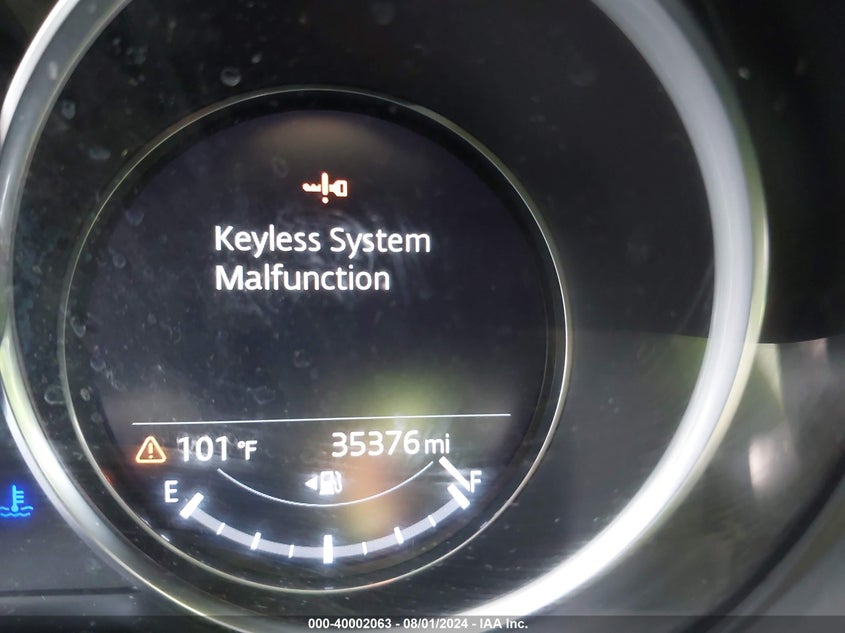 Keyless System
Malfunction
101 °F 35376 mi
E F
000-40002063 - 08/01/2024 - IAA Inc.